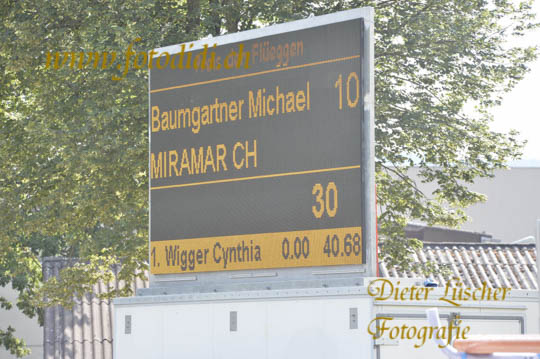 www.fotodidi.ch
Flüeggen
Baumgartner Michael 10
MIRAMAR CH
30
1. Wigger Cynthia 0.00 40.68
Dieter Lüscher
Fotografie